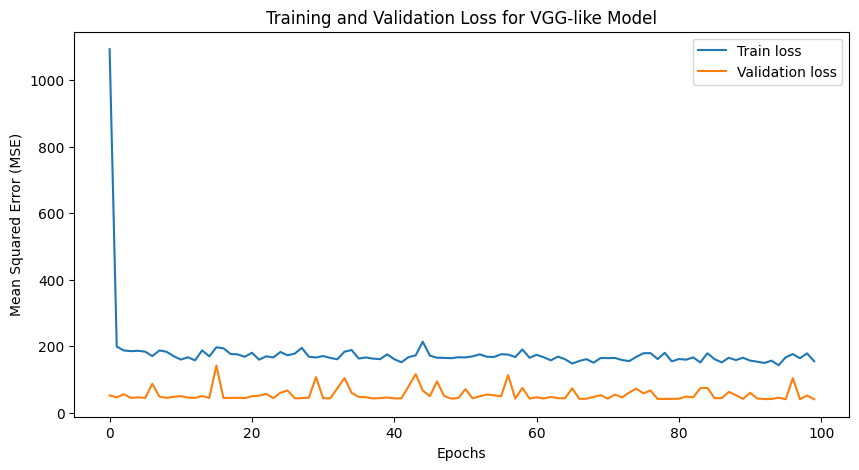 Training and Validation Loss for VGG-like Model
Train loss
Validation loss
Mean Squared Error (MSE)
1000
800
600
400
200
0
0 20 40 60 80 100
Epochs